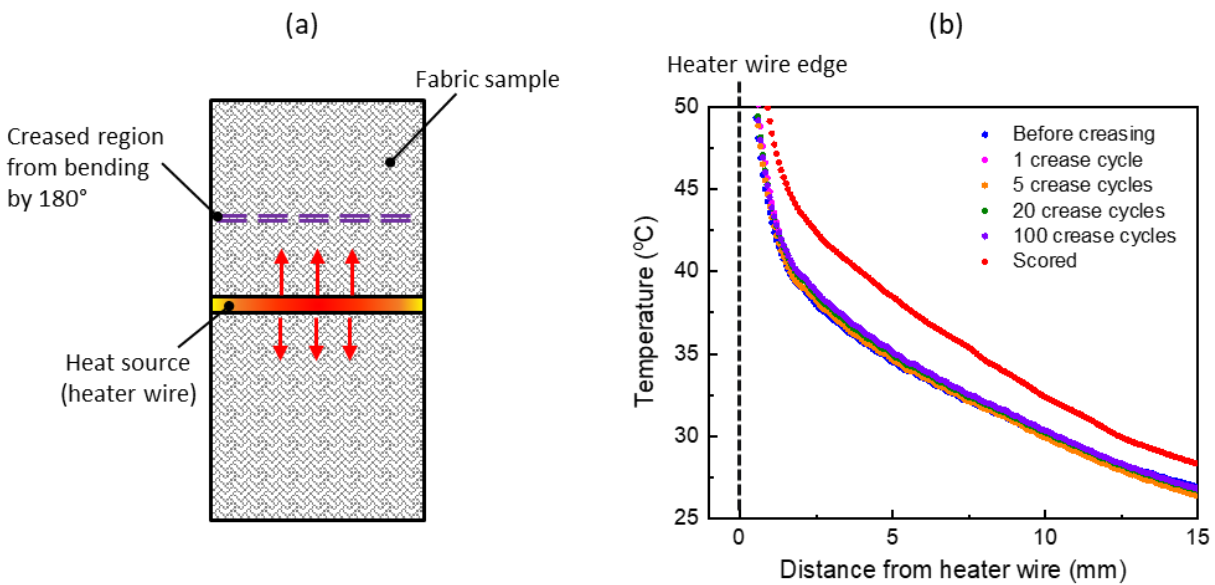 (a)
Fabric sample
Creased region
from bending
by 180°
Heat source
(heater wire)
(b)
Heater wire edge
50
45
40
35
30
25
Temperature (°C)
Before creasing
1 crease cycle
5 crease cycles
20 crease cycles
100 crease cycles
Scored
0
5
10
15
Distance from heater wire (mm)